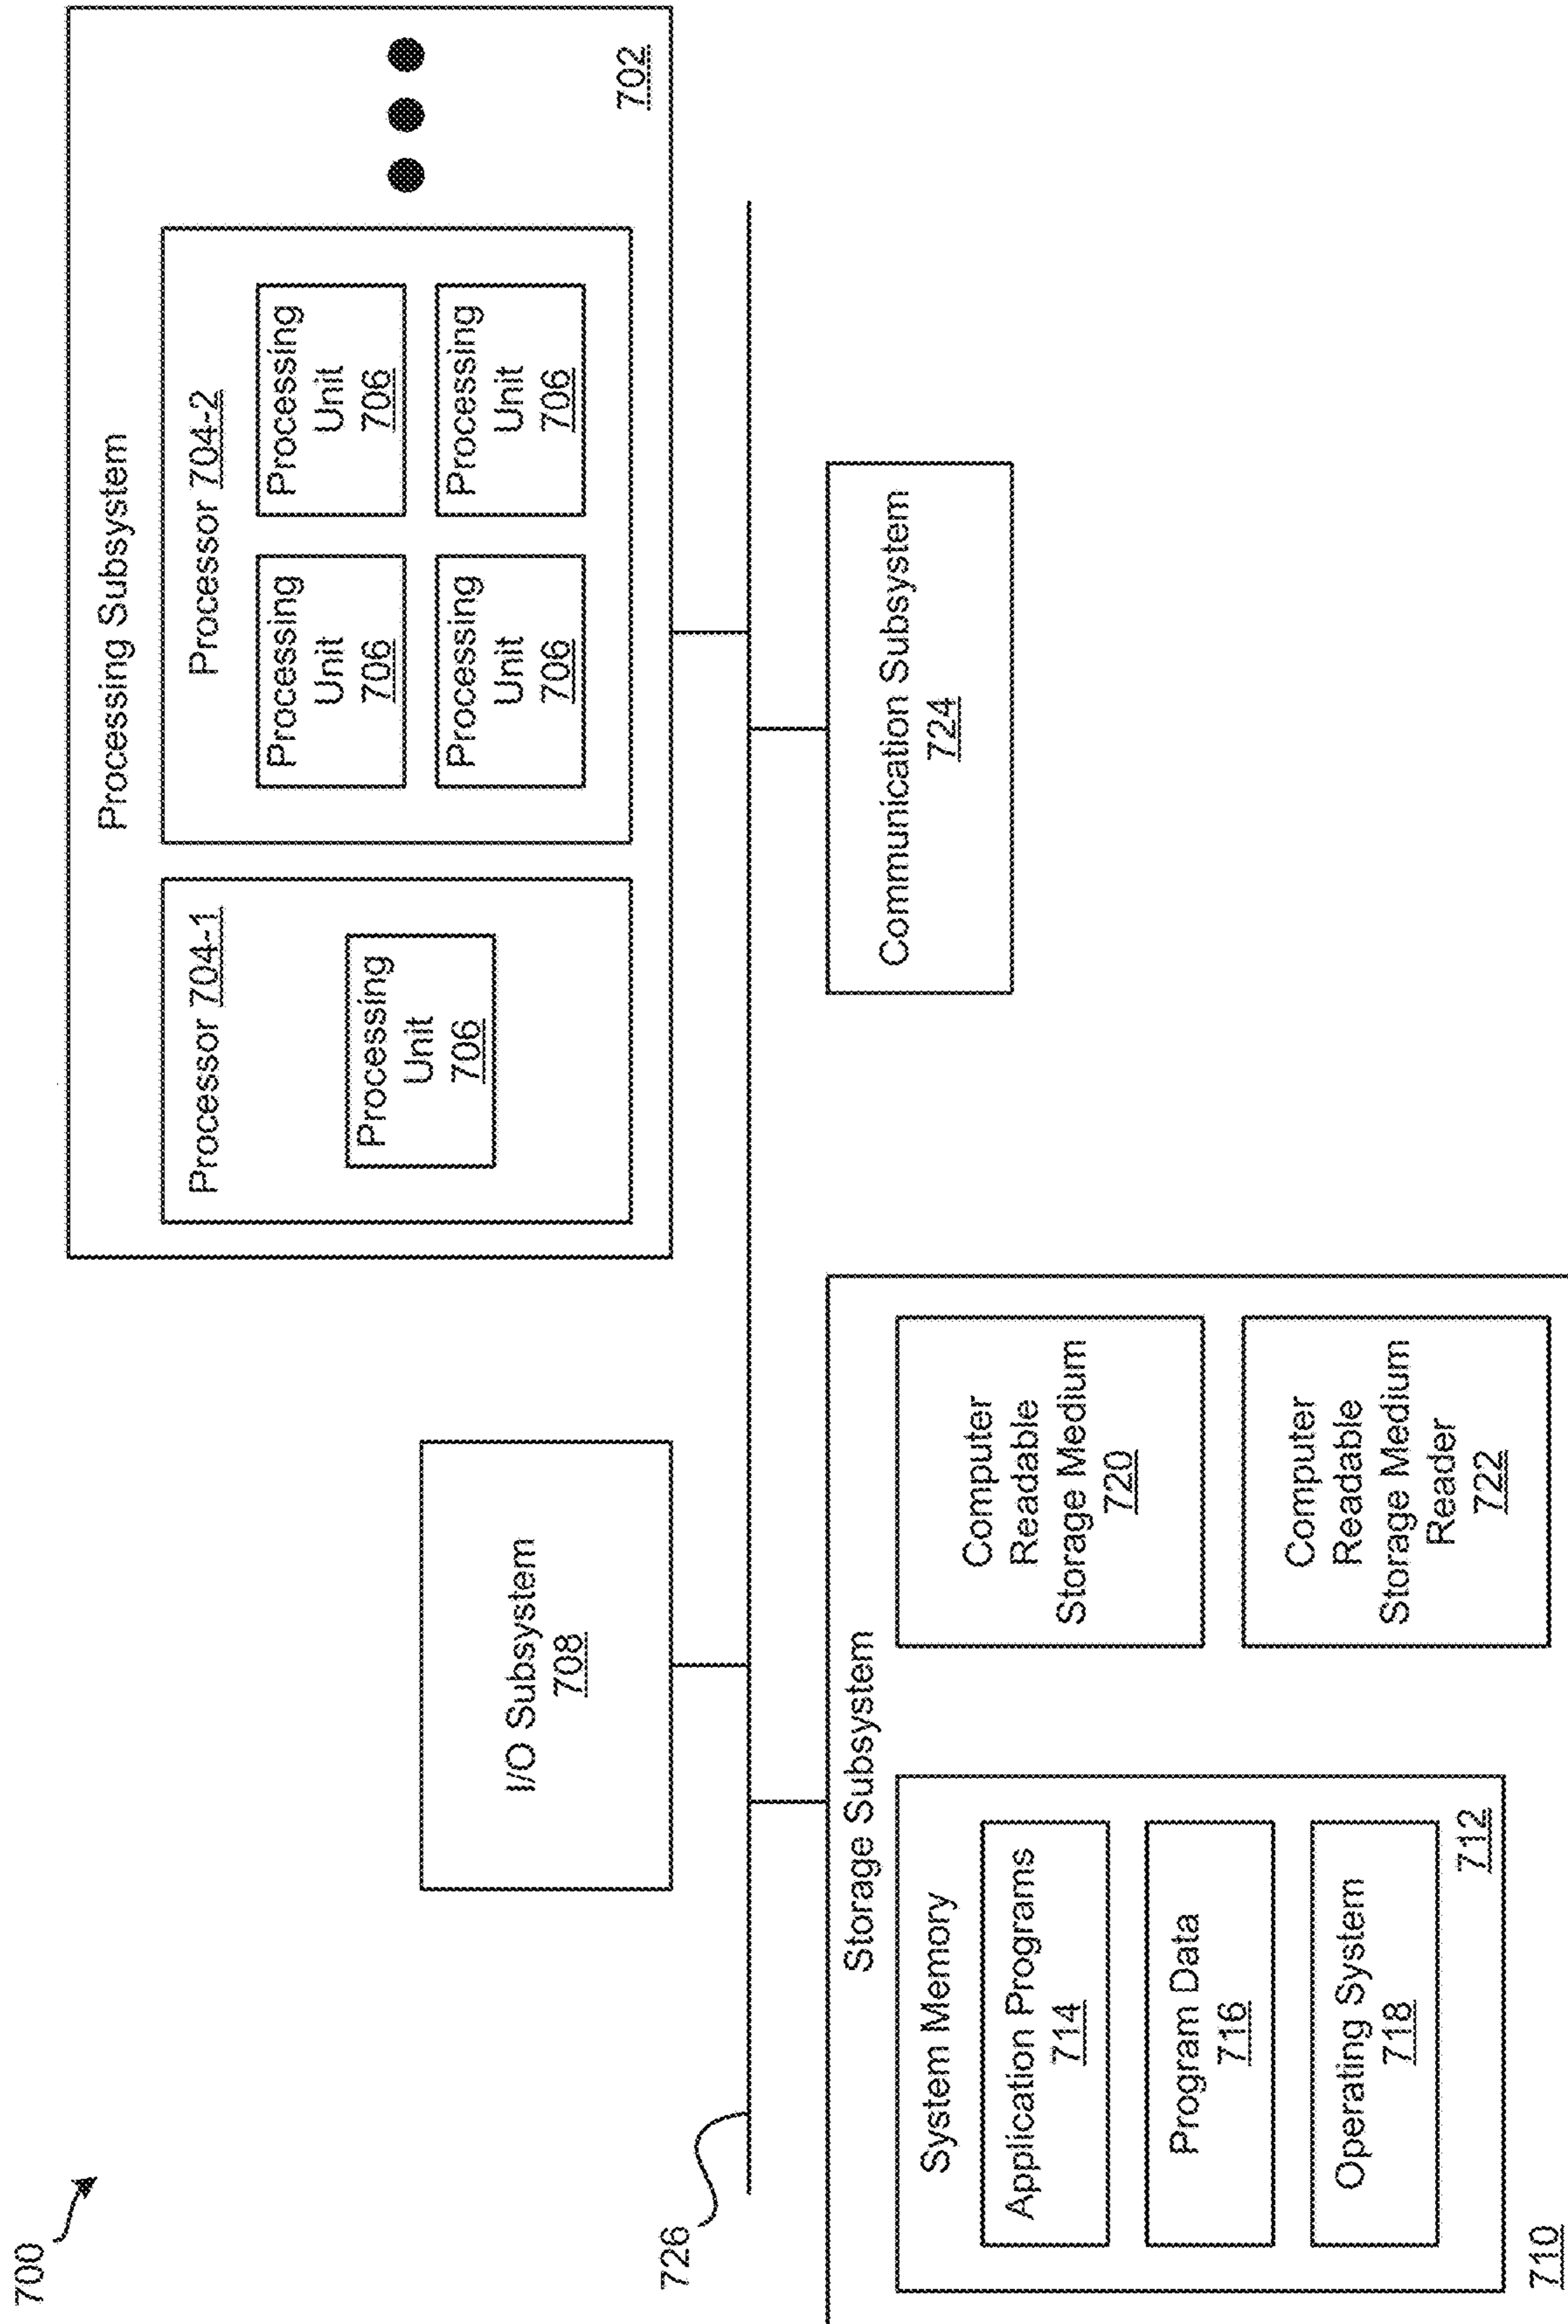 700
Processing Subsystem
Processor 704-1
Processing
Unit
706
Processor 704-2
Processing
Unit
706
Processing
Unit
706
Processing
Unit
706
Processing
Unit
706
702
I/O Subsystem
708
726
Storage Subsystem
System Memory
Application Programs
714
Program Data
716
Operating System
718
712
Computer
Readable
Storage Medium
720
Computer
Readable
Storage Medium
Reader
722
710
Communication Subsystem
724